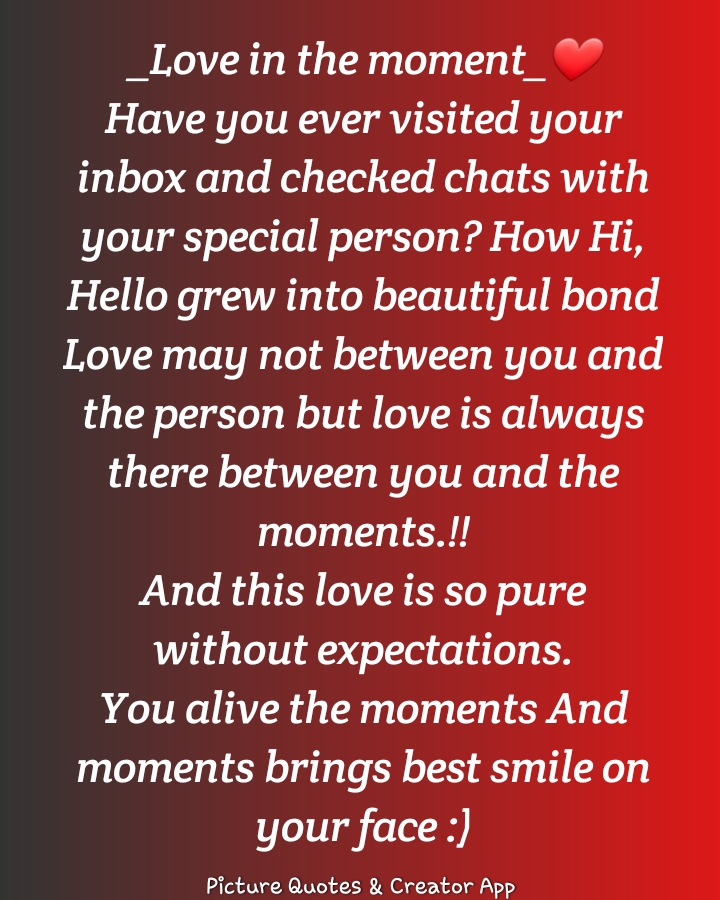 _Love in the moment_❤️
Have you ever visited your
inbox and checked chats with
your special person? How Hi,
Hello grew into beautiful bond
Love may not between you and
the person but love is always
there between you and the
moments.!!
And this love is so pure
without expectations.
You alive the moments And
moments brings best smile on
your face :)
Picture Quotes & Creator App